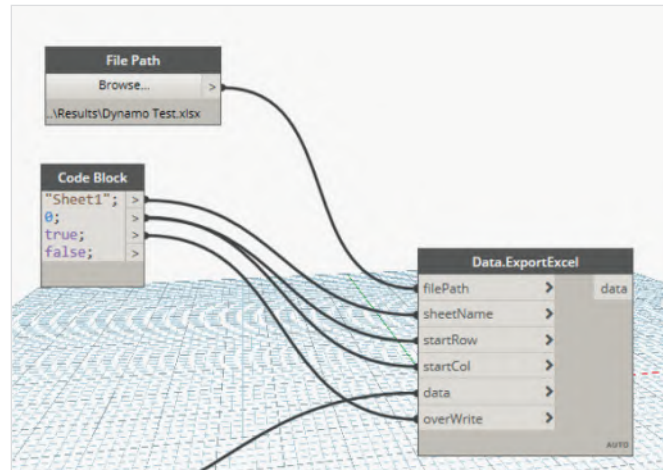 File Path
Browse...
>
..\Results\Dynamo Test.xlsx
Code Block
"Sheet1"; >
0; >
true; >
false; >
Data.ExportExcel
filePath > data
sheetName >
startRow >
startCol >
data >
overWrite >
AUTO